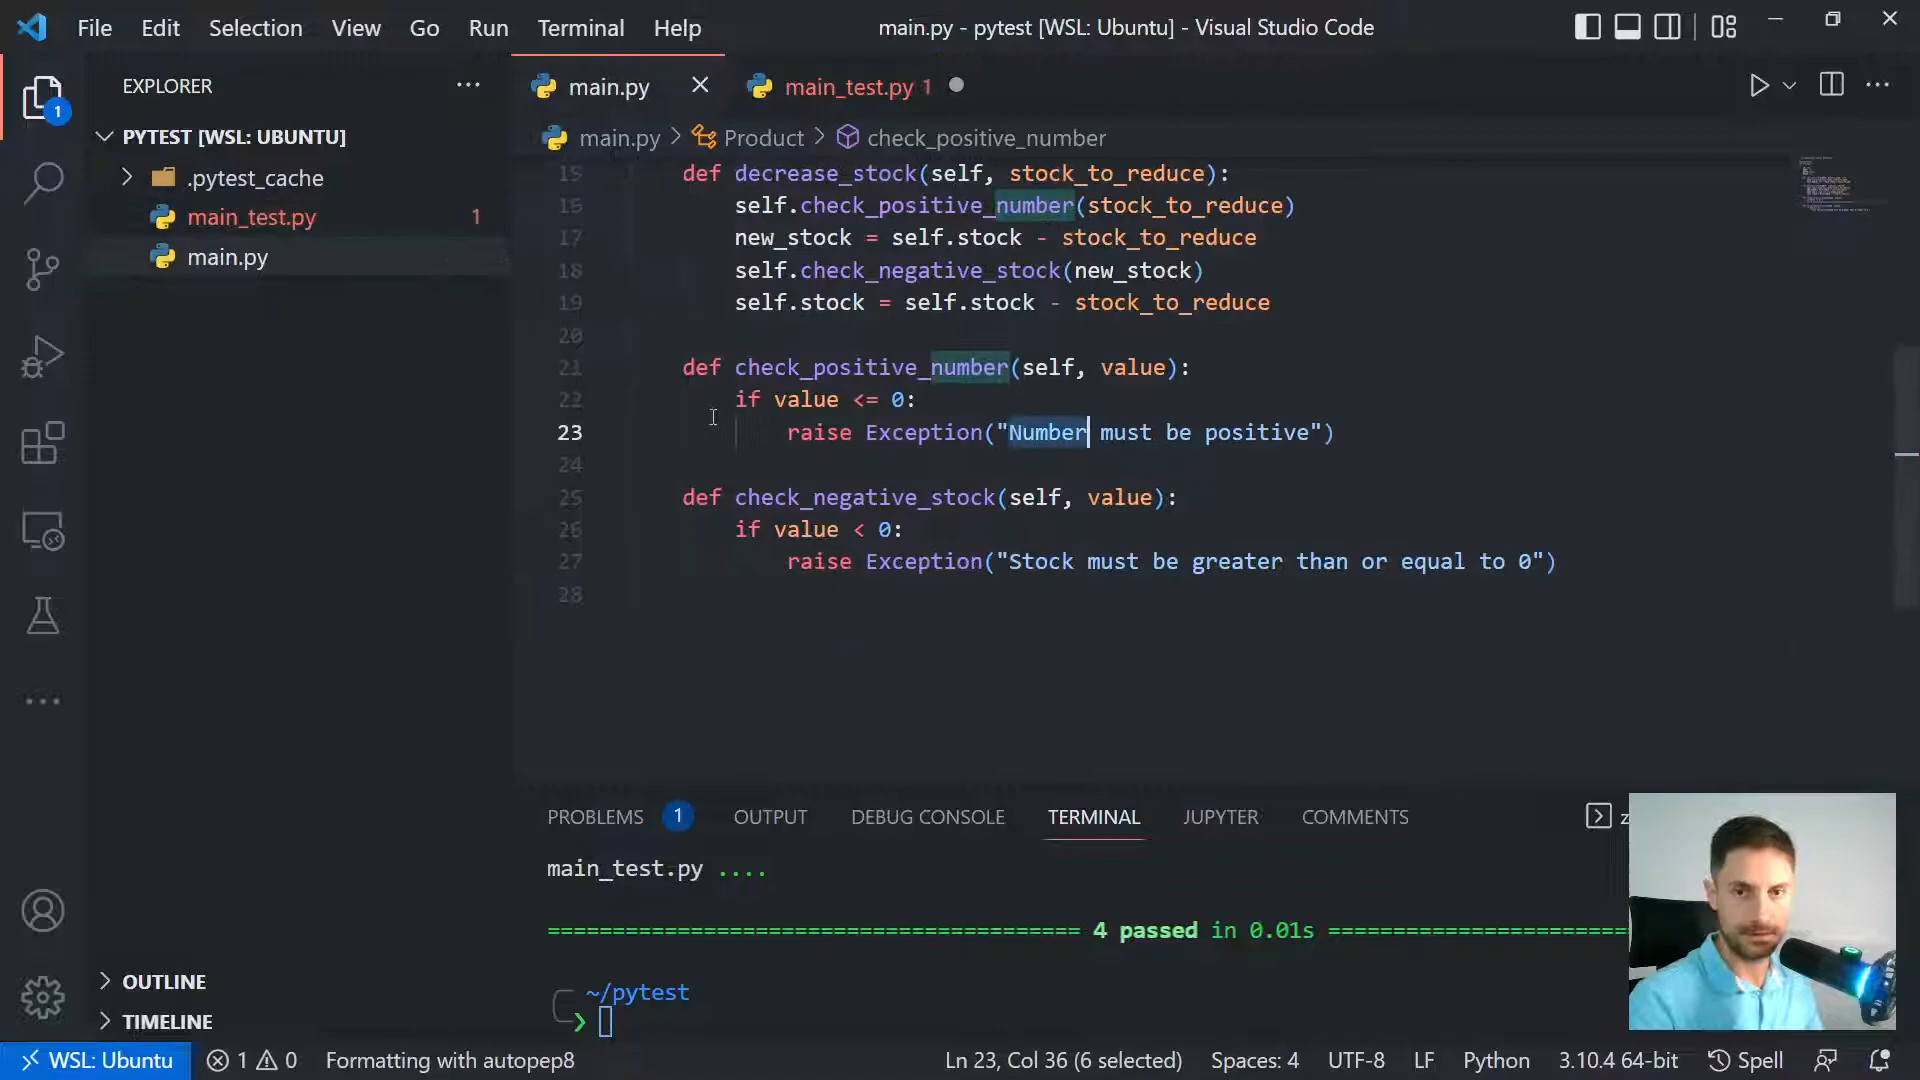 File Edit Selection View Go Run Terminal Help
main.py - pytest [WSL: Ubuntu] - Visual Studio Code
EXPLORER
1
PYTEST [WSL: UBUNTU]
.pytest_cache
main_test.py 1
main.py
OUTLINE
TIMELINE
main.py
main_test.py 1
main.py > Product > check_positive_number
15 def decrease_stock(self, stock_to_reduce):
16 self.check_positive_number(stock_to_reduce)
17 new_stock = self.stock - stock_to_reduce
18 self.check_negative_stock(new_stock)
19 self.stock = self.stock - stock_to_reduce
20
21 def check_positive_number(self, value):
22 if value <= 0:
23 raise Exception("Number must be positive")
24
25 def check_negative_stock(self, value):
26 if value < 0:
27 raise Exception("Stock must be greater than or equal to 0")
28
PROBLEMS 1 OUTPUT DEBUG CONSOLE TERMINAL JUPYTER COMMENTS
z
main_test.py ....
========================================= 4 passed in 0.01s =======================
~/pytest
❯
WSL: Ubuntu 1 0 Formatting with autopep8 Ln 23, Col 36 (6 selected) Spaces: 4 UTF-8 LF Python 3.10.4 64-bit Spell